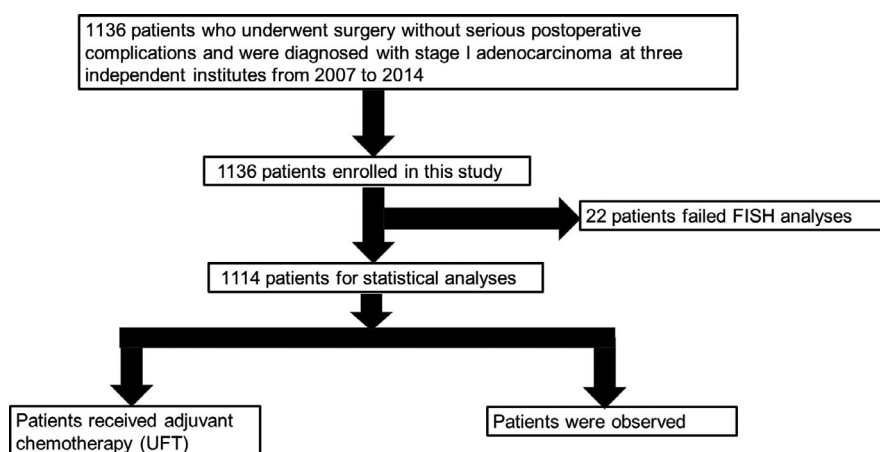 1136 patients who underwent surgery without serious postoperative
complications and were diagnosed with stage I adenocarcinoma at three
independent institutes from 2007 to 2014
1136 patients enrolled in this study
22 patients failed FISH analyses
1114 patients for statistical analyses
Patients received adjuvant
chemotherapy (UFT)
Patients were observed